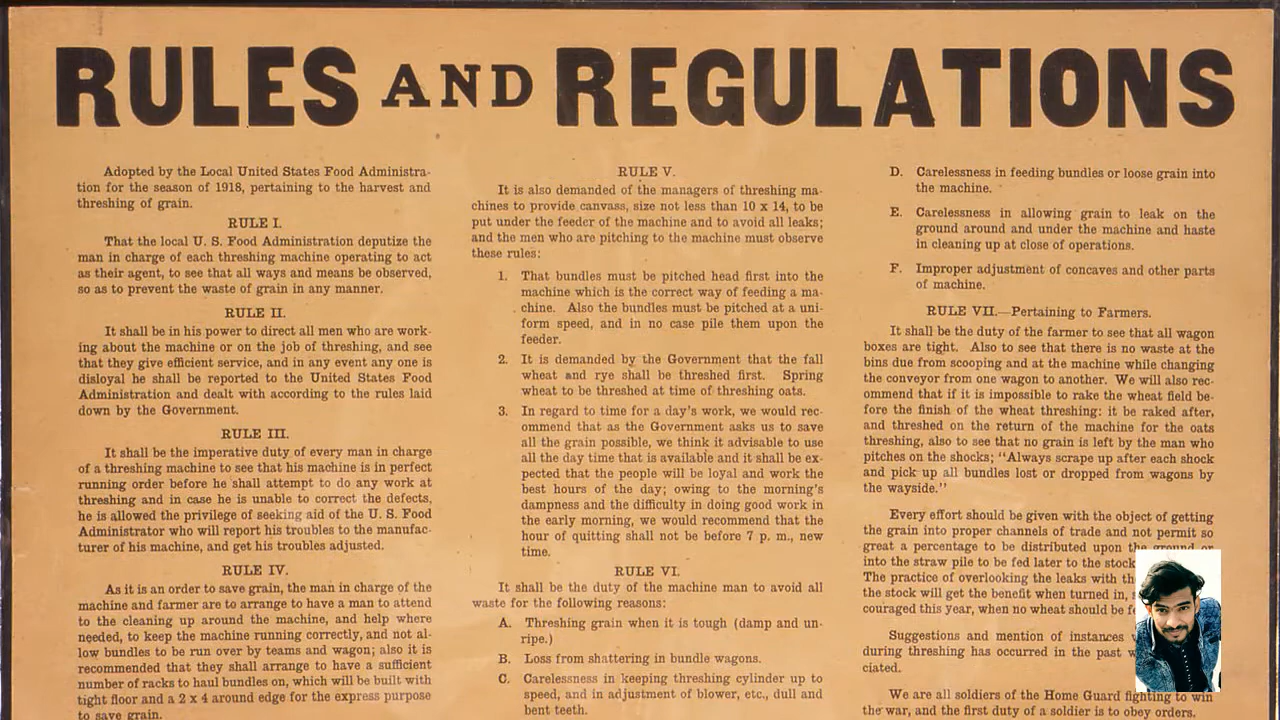 RULES AND REGULATIONS
Adopted by the Local United States Food Administra-
tion for the season of 1918, pertaining to the harvest and
threshing of grain.
RULE I.
That the local U. S. Food Administration deputize the
man in charge of each threshing machine operating to act
as their agent, to see that all ways and means be observed,
so as to prevent the waste of grain in any manner.
RULE II.
It shall be in his power to direct all men who are work-
ing about the machine or on the job of threshing, and see
that they give efficient service, and in any event any one is
disloyal he shall be reported to the United States Food
Administration and dealt with according to the rules laid
down by the Government.
RULE III.
It shall be the imperative duty of every man in charge
of a threshing machine to see that his machine is in perfect
running order before he shall attempt to do any work at
threshing and in case he is unable to correct the defects,
he is allowed the privilege of seeking aid of the U. S. Food
Administrator who will report his troubles to the manufac-
turer of his machine, and get his troubles adjusted.
RULE IV.
As it is an order to save grain, the man in charge of the
machine and farmer are to arrange to have a man to attend
to the cleaning up around the machine, and help where
needed, to keep the machine running correctly, and not al-
low bundles to be run over by teams and wagon; also it is
recommended that they shall arrange to have a sufficient
number of racks to haul bundles on, which will be built with
tight floor and a 2 x 4 around edge for the express purpose
to save grain.
RULE V.
It is also demanded of the managers of threshing ma-
chines to provide canvass, size not less than 10 x 14, to be
put under the feeder of the machine and to avoid all leaks;
and the men who are pitching to the machine must observe
these rules:
1. That bundles must be pitched head first into the
machine which is the correct way of feeding a ma-
chine. Also the bundles must be pitched at a uni-
form speed, and in no case pile them upon the
feeder.
2. It is demanded by the Government that the fall
wheat and rye shall be threshed first. Spring
wheat to be threshed at time of threshing oats.
3. In regard to time for a day's work, we would rec-
ommend that as the Government asks us to save
all the grain possible, we think it advisable to use
all the day time that is available and it shall be ex-
pected that the people will be loyal and work the
best hours of the day; owing to the morning's
dampness and the difficulty in doing good work in
the early morning, we would recommend that the
hour of quitting shall not be before 7 p. m., new
time.
RULE VI.
It shall be the duty of the machine man to avoid all
waste for the following reasons:
A. Threshing grain when it is tough (damp and un-
ripe.)
B. Loss from shattering in bundle wagons.
C. Carelessness in keeping threshing cylinder up to
speed, and in adjustment of blower, etc., dull and
bent teeth.
D. Carelessness in feeding bundles or loose grain into
the machine.
E. Carelessness in allowing grain to leak on the
ground around and under the machine and haste
in cleaning up at close of operations.
F. Improper adjustment of concaves and other parts
of machine.
RULE VII.—Pertaining to Farmers.
It shall be the duty of the farmer to see that all wagon
boxes are tight. Also to see that there is no waste at the
bins due from scooping and at the machine while changing
the conveyor from one wagon to another. We will also rec-
ommend that if it is impossible to rake the wheat field be-
fore the finish of the wheat threshing: it be raked after,
and threshed on the return of the machine for the oats
threshing, also to see that no grain is left by the man who
pitches on the shocks; "Always scrape up after each shock
and pick up all bundles lost or dropped from wagons by
the wayside."
Every effort should be given with the object of getting
the grain into proper channels of trade and not permit so
great a percentage to be distributed upon the ground or
into the straw pile to be fed later to the stock
The practice of overlooking the leaks with
the stock will get the benefit when turned in,
couraged this year, when no wheat should be
Suggestions and mention of instances
during threshing has occurred in the past
ciated.
We are all soldiers of the Home Guard fighting to win
the war, and the first duty of a soldier is to obey orders.